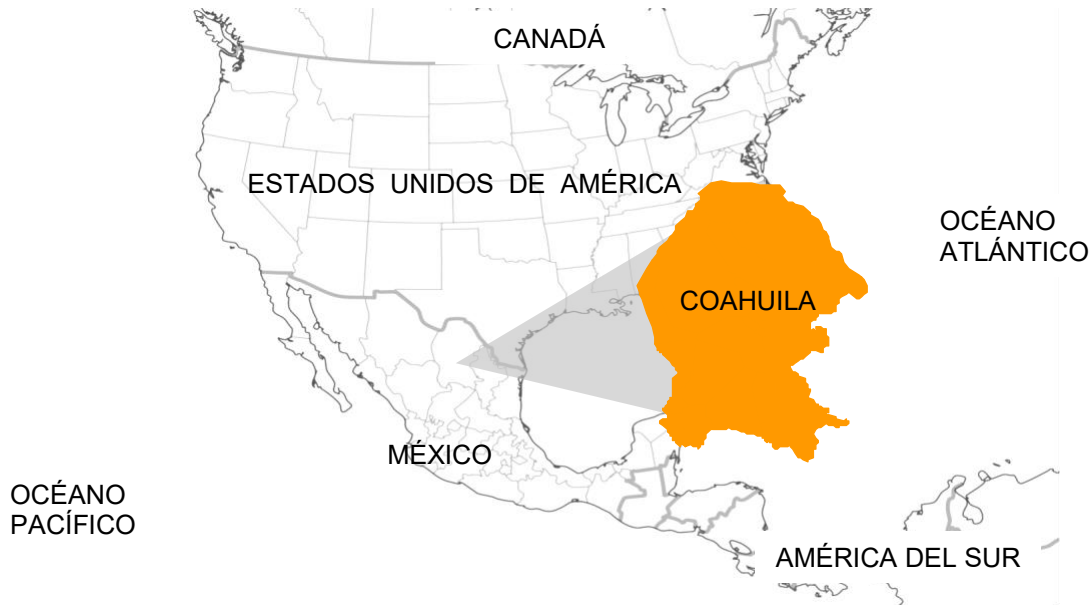 CANADÁ
ESTADOS UNIDOS DE AMÉRICA
OCÉANO
ATLÁNTICO
COAHUILA
MÉXICO
OCÉANO
PACÍFICO
AMÉRICA DEL SUR